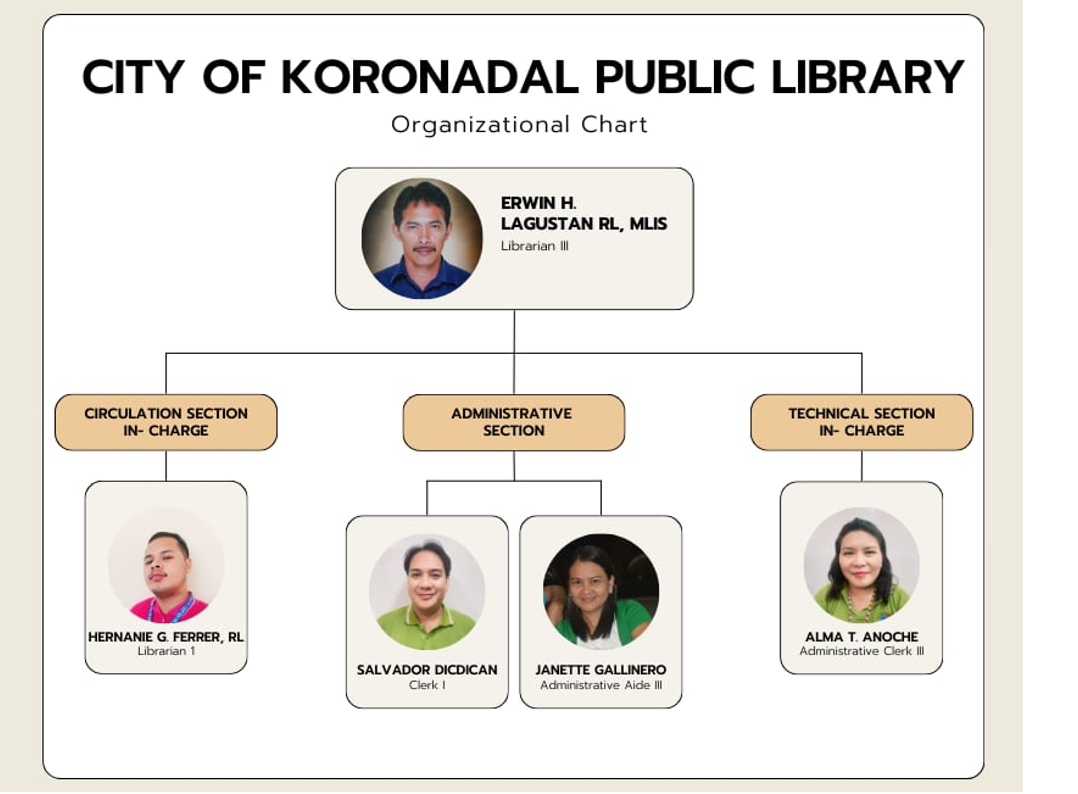 CITY OF KORONADAL PUBLIC LIBRARY
Organizational Chart
ERWIN H.
LAGUSTAN RL, MLIS
Librarian III
CIRCULATION SECTION
IN- CHARGE
ADMINISTRATIVE
SECTION
TECHNICAL SECTION
IN- CHARGE
HERNANIE G. FERRER, RL
Librarian 1
SALVADOR DICDICAN
Clerk I
JANETTE GALLINERO
Administrative Aide III
ALMA T. ANOCHE
Administrative Clerk III